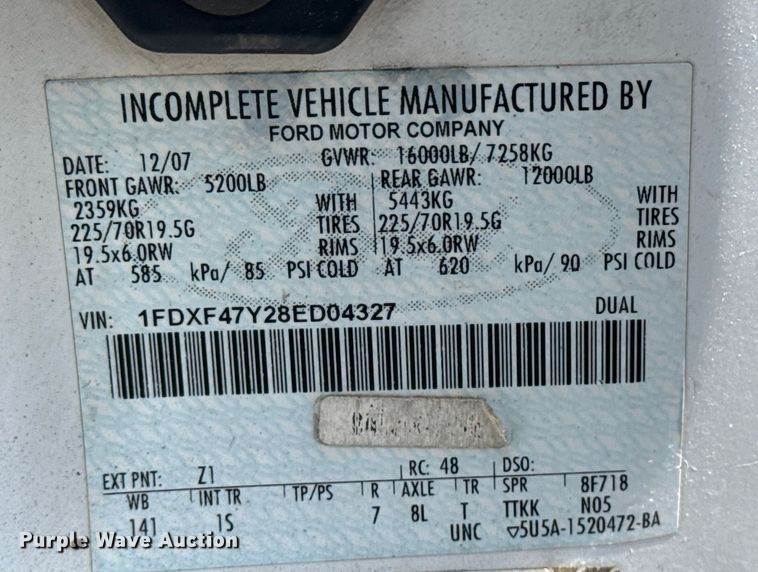 INCOMPLETE VEHICLE MANUFACTURED BY
FORD MOTOR COMPANY
DATE: 12/07 GVWR: 16000LB/ 7258KG
FRONT GAWR: 5200LB REAR GAWR: 12000LB
2359KG WITH 5443KG WITH
225/70R19.5G TIRES 225/70R19.5G TIRES
19.5x6.0RW RIMS 19.5x6.0RW RIMS
AT 585 kPa/ 85 PSI COLD AT 620 kPa/ 90 PSI COLD
VIN: 1FDXF47Y28ED04327 DUAL
EXT PNT: Z1 RC: 48 DSO:
WB INT TR TP/PS R AXLE TR SPR 8F718
141 1S 7 8L T TTKK N05
UNC ▽5U5A-1520472-BA
Purple Wave Auction